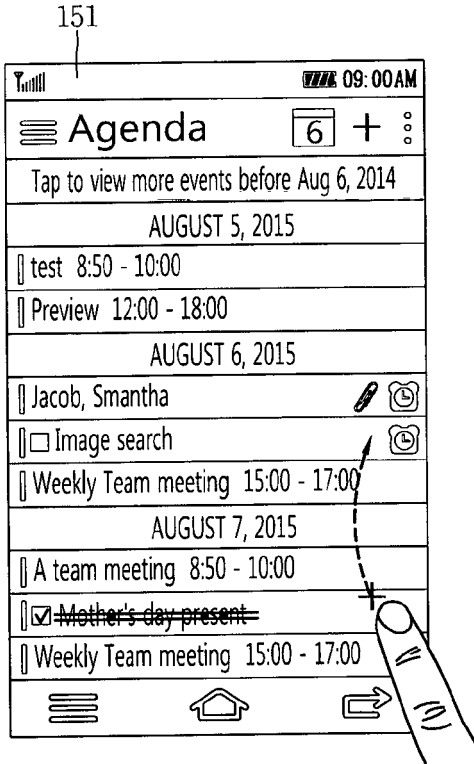 151
09:00AM
Agenda
6
Tap to view more events before Aug 6, 2014
AUGUST 5, 2015
test 8:50 - 10:00
Preview 12:00 - 18:00
AUGUST 6, 2015
Jacob, Smantha
Image search
Weekly Team meeting 15:00 - 17:00
AUGUST 7, 2015
A team meeting 8:50 - 10:00
Mother's day present
Weekly Team meeting 15:00 - 17:00